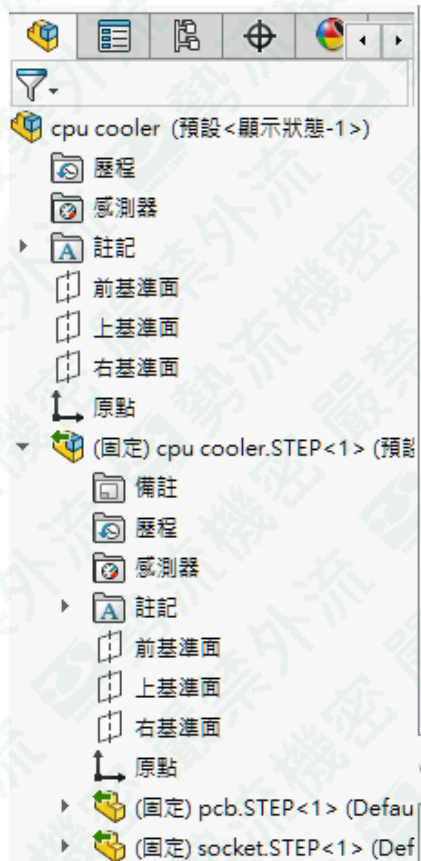 cpu cooler (預設<顯示狀態-1>)
歷程
感測器
A 註記
前基準面
上基準面
右基準面
原點
(固定) cpu cooler.STEP<1> (預設
備註
歷程
感測器
A 註記
前基準面
上基準面
右基準面
原點
(固定) pcb.STEP<1> (Defau
(固定) socket.STEP<1> (Def